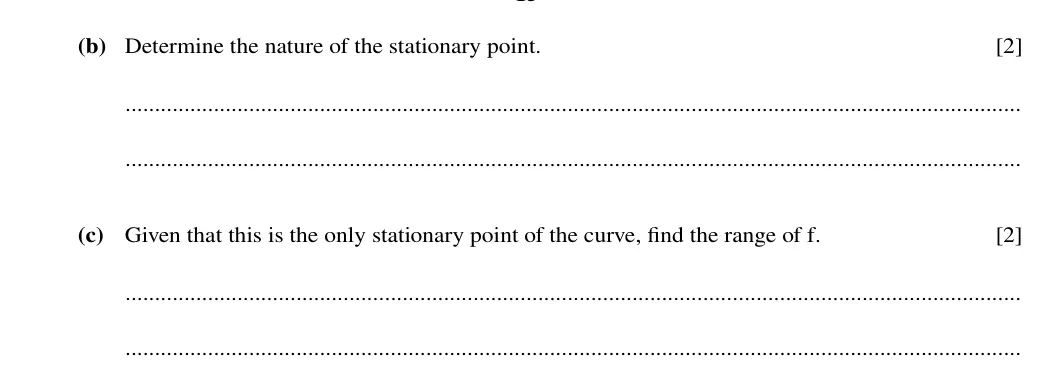 (b) Determine the nature of the stationary point. [2]
..........
..........
(c) Given that this is the only stationary point of the curve, find the range of f. [2]
..........
..........